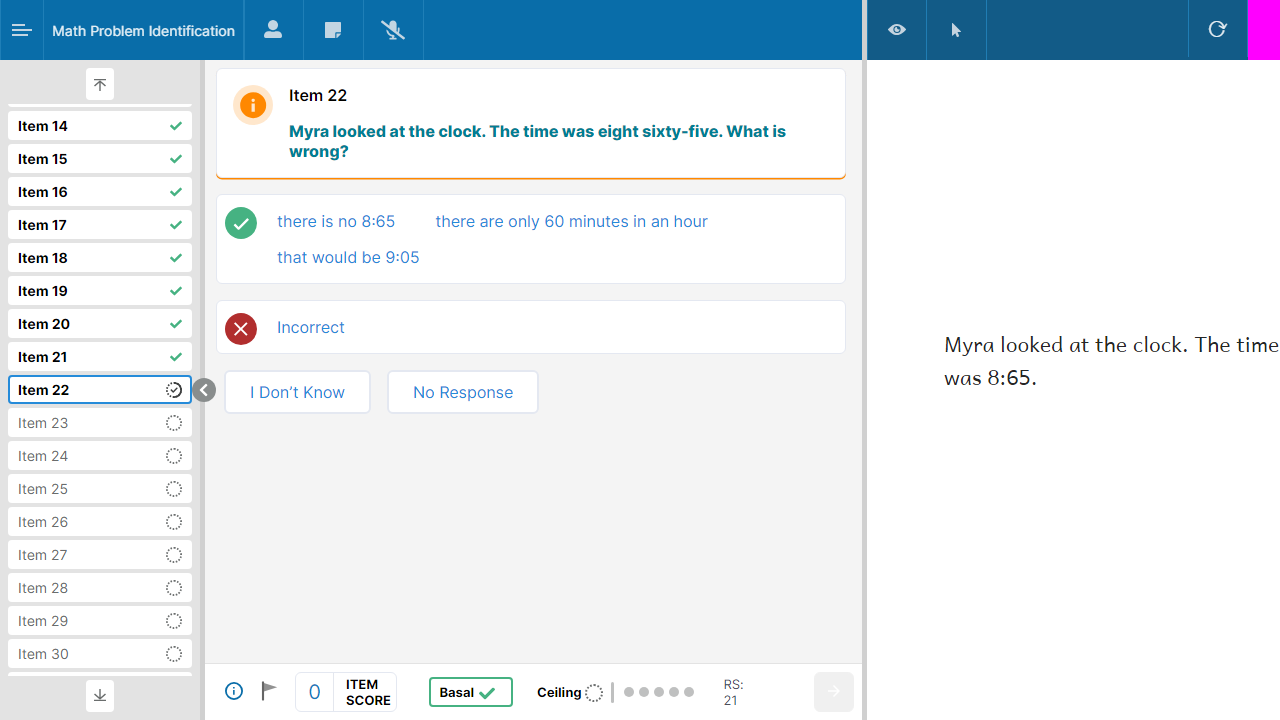 Math Problem Identification
Item 14
Item 15
Item 16
Item 17
Item 18
Item 19
Item 20
Item 21
Item 22
Item 23
Item 24
Item 25
Item 26
Item 27
Item 28
Item 29
Item 30
Item 22
Myra looked at the clock. The time was eight sixty-five. What is
wrong?
there is no 8:65 there are only 60 minutes in an hour
that would be 9:05
Incorrect
I Don’t Know No Response
0 ITEM SCORE
Basal
Ceiling
RS:
21
Myra looked at the clock. The time
was 8:65.